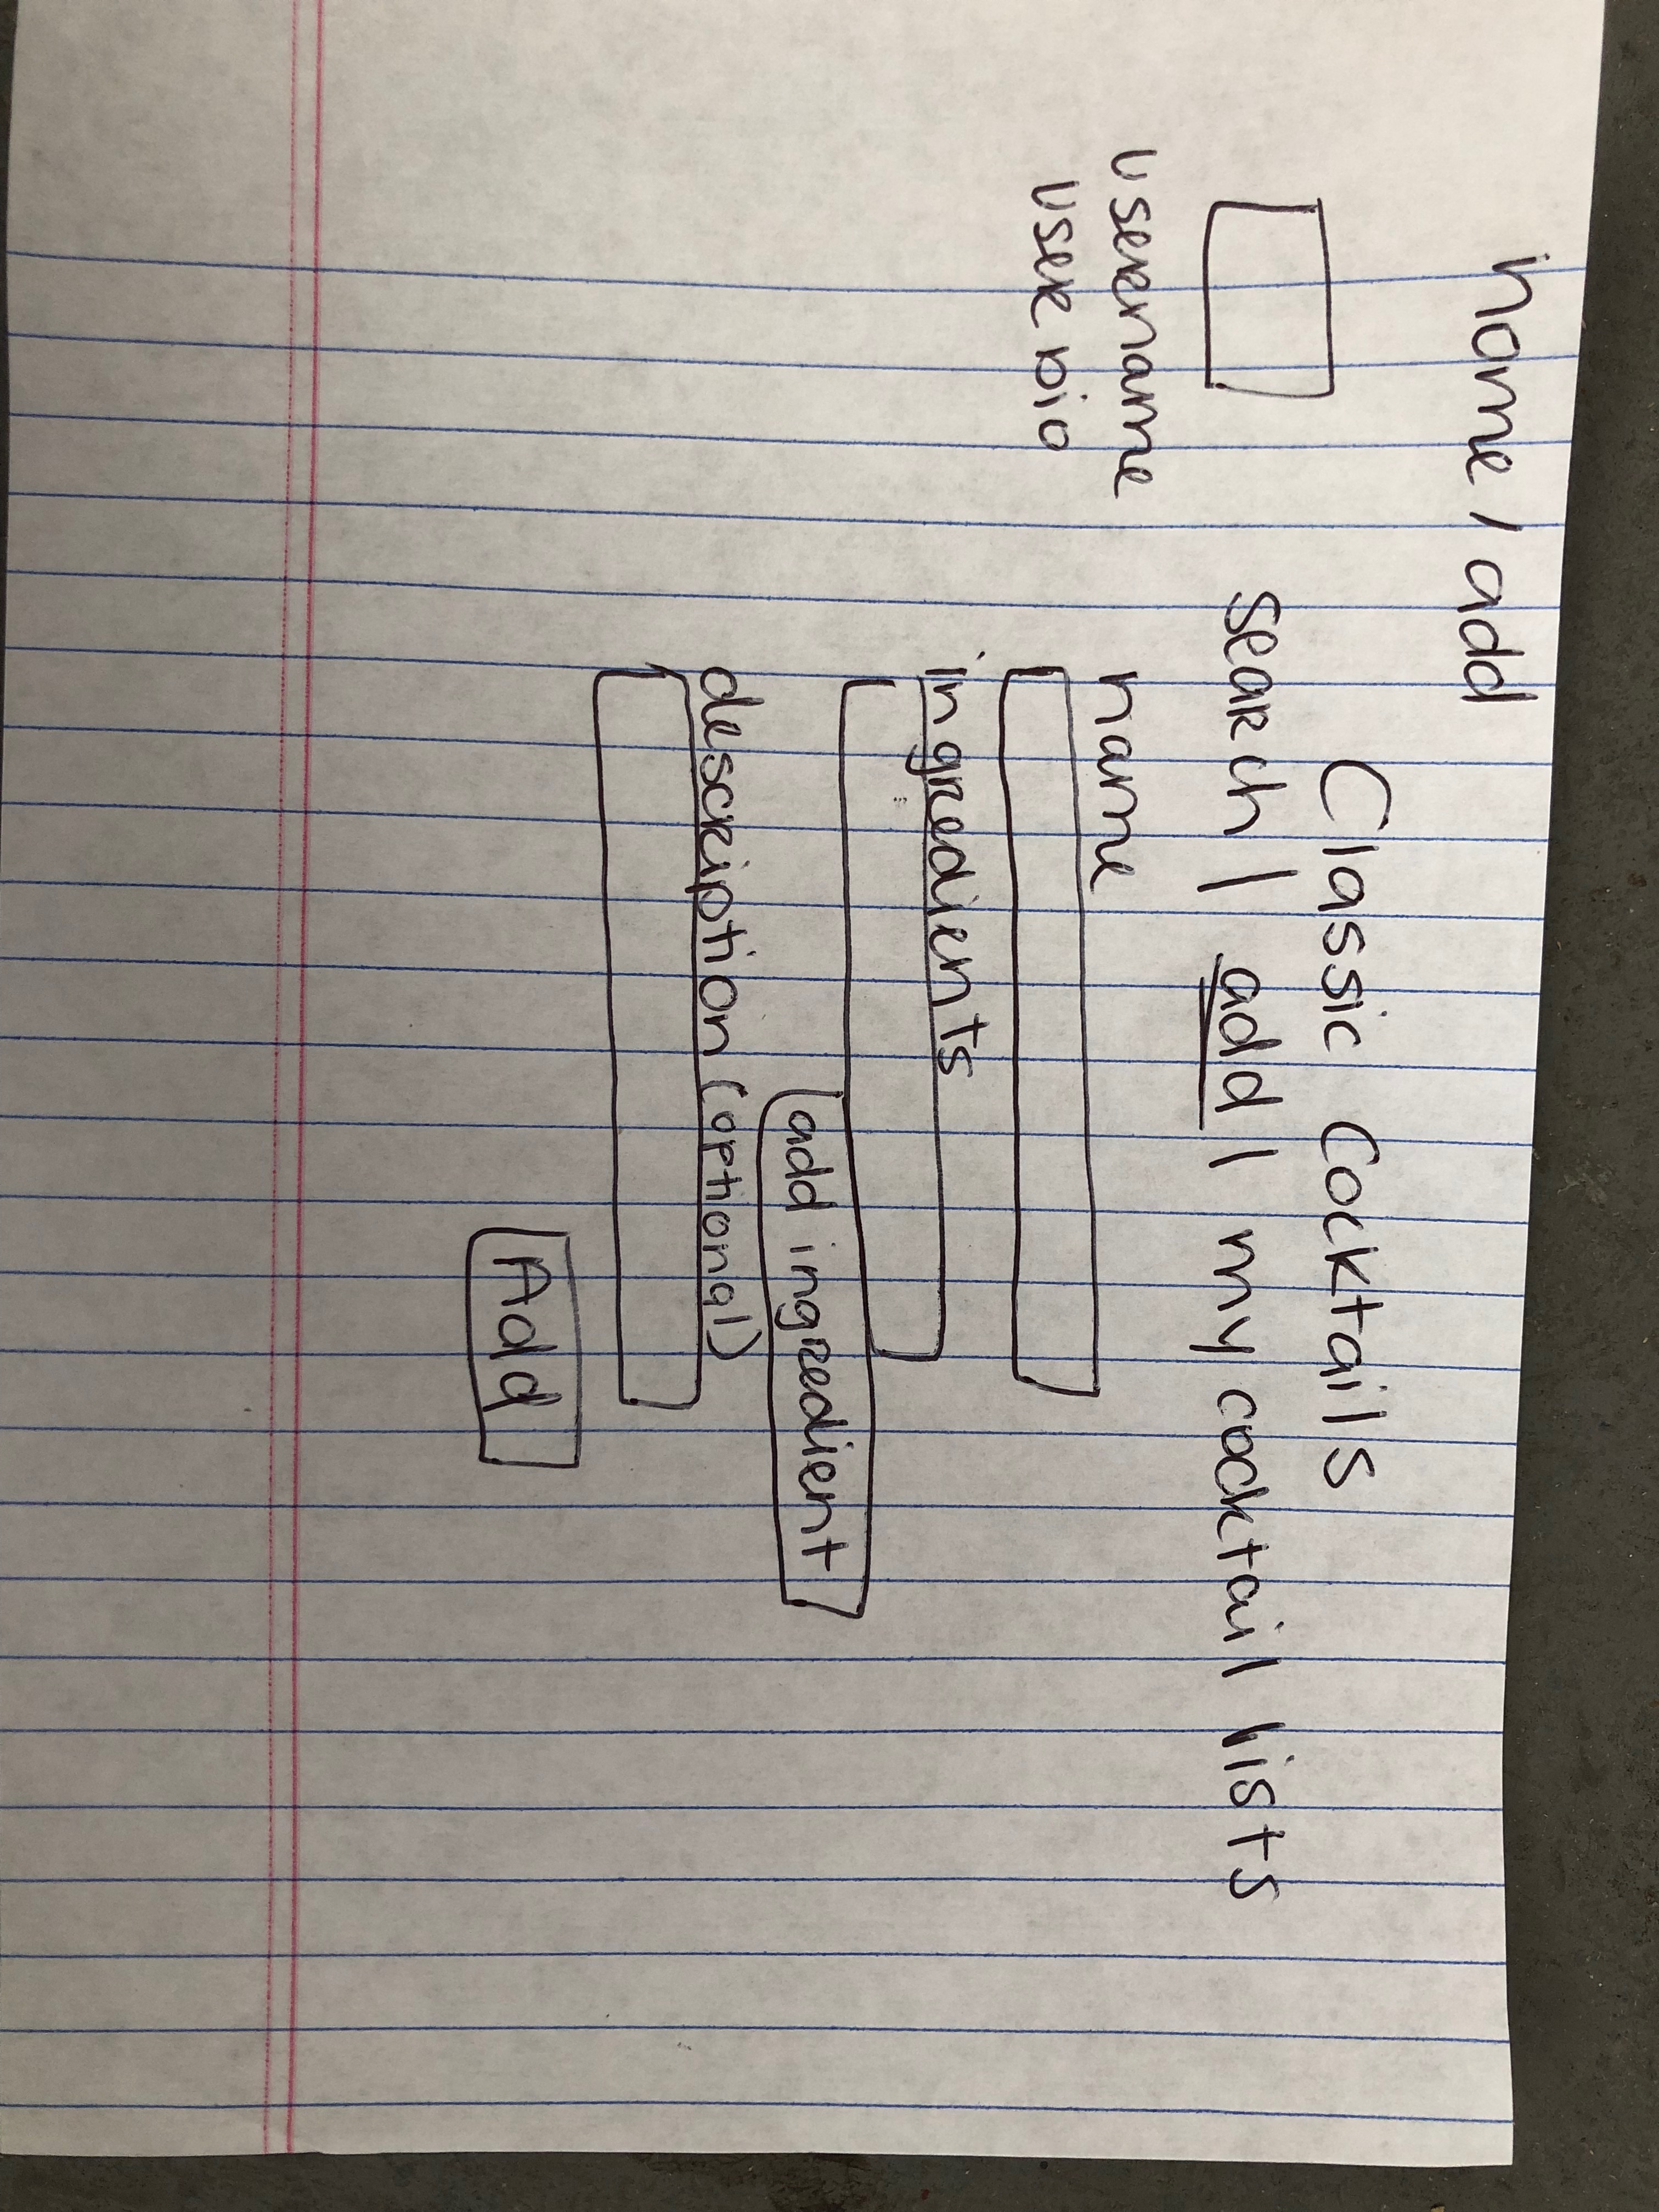 home / add
Classic Cocktails
search | add | my cocktail lists
username
user bio
name
ingredients
add ingredient
description (optional)
Add